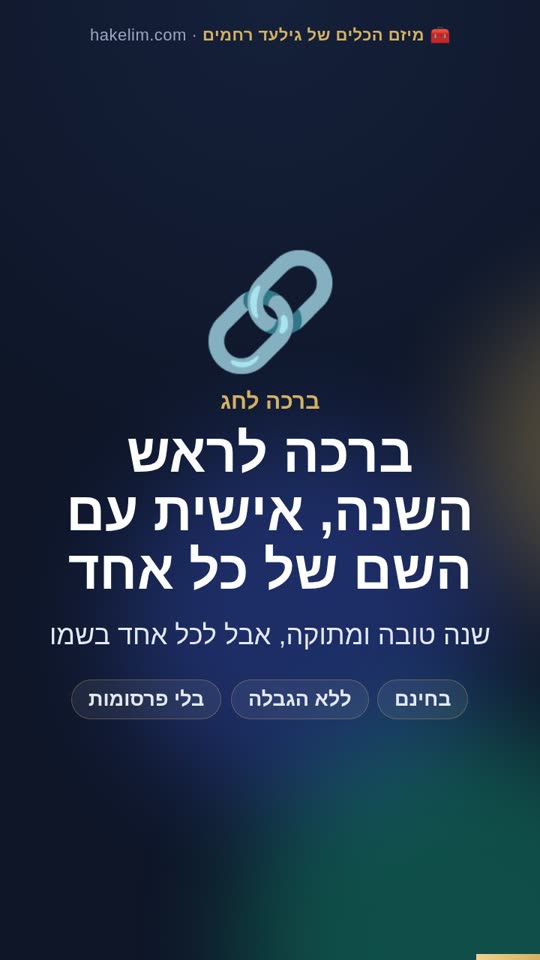 🧰 מיזם הכלים של גילעד רחמים · hakelim.com
ברכה לחג
ברכה לראש
השנה, אישית עם
השם של כל אחד
שנה טובה ומתוקה, אבל לכל אחד בשמו
בחינם
ללא הגבלה
בלי פרסומות